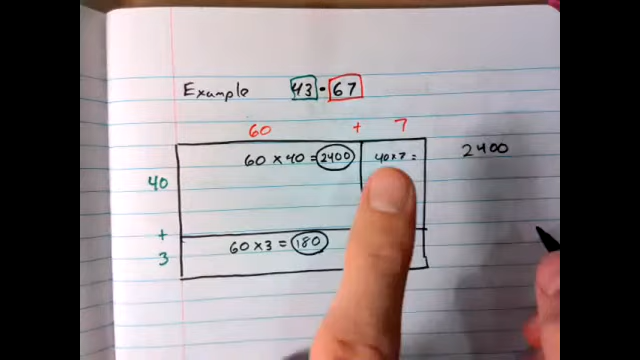 Example 43 · 67
60 + 7
40 60 × 40 = 2400 40×7 = 2400
+
3 60 × 3 = 180